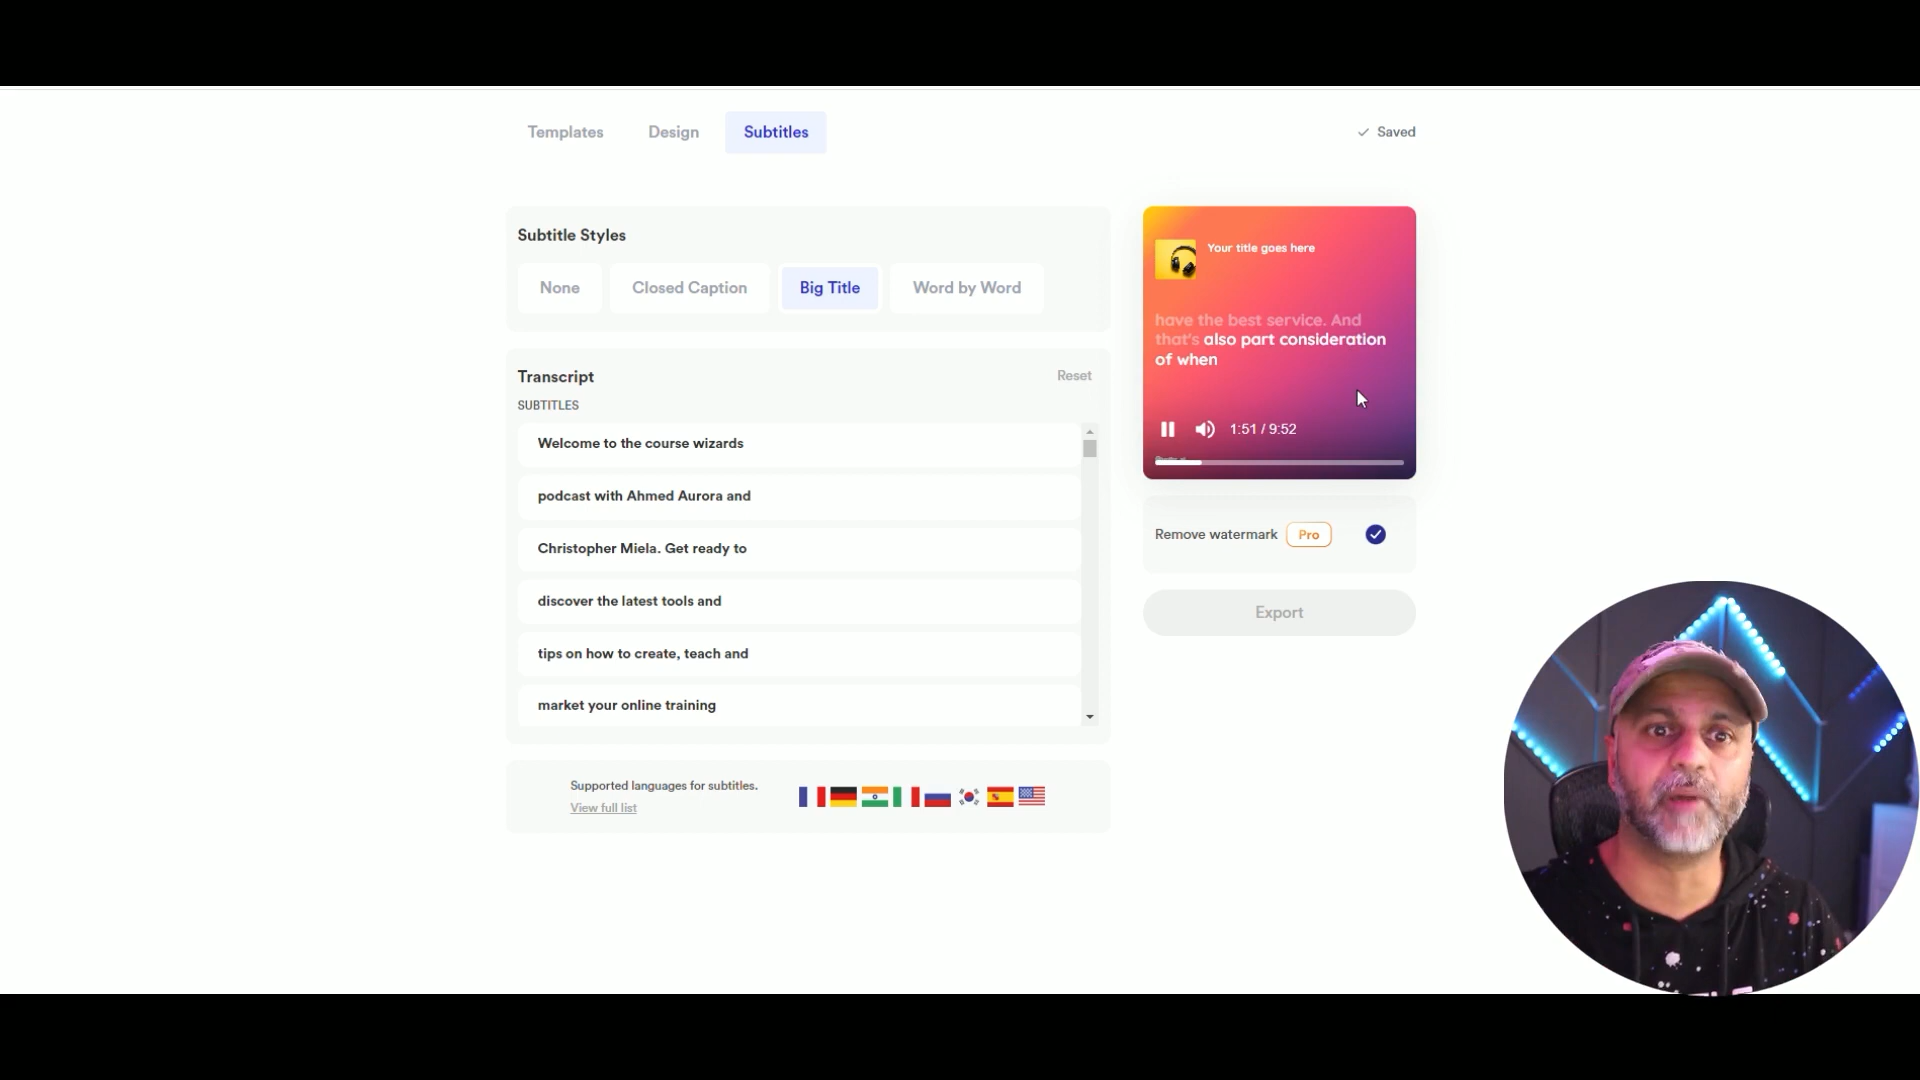 Templates
Design
Subtitles
Saved
Subtitle Styles
None
Closed Caption
Big Title
Word by Word
Transcript
Reset
SUBTITLES
Welcome to the course wizards
podcast with Ahmed Aurora and
Christopher Miela. Get ready to
discover the latest tools and
tips on how to create, teach and
market your online training
Supported languages for subtitles.
View full list
Your title goes here
have the best service. And
that's also part consideration
of when
1:51 / 9:52
Remove watermark Pro
Export